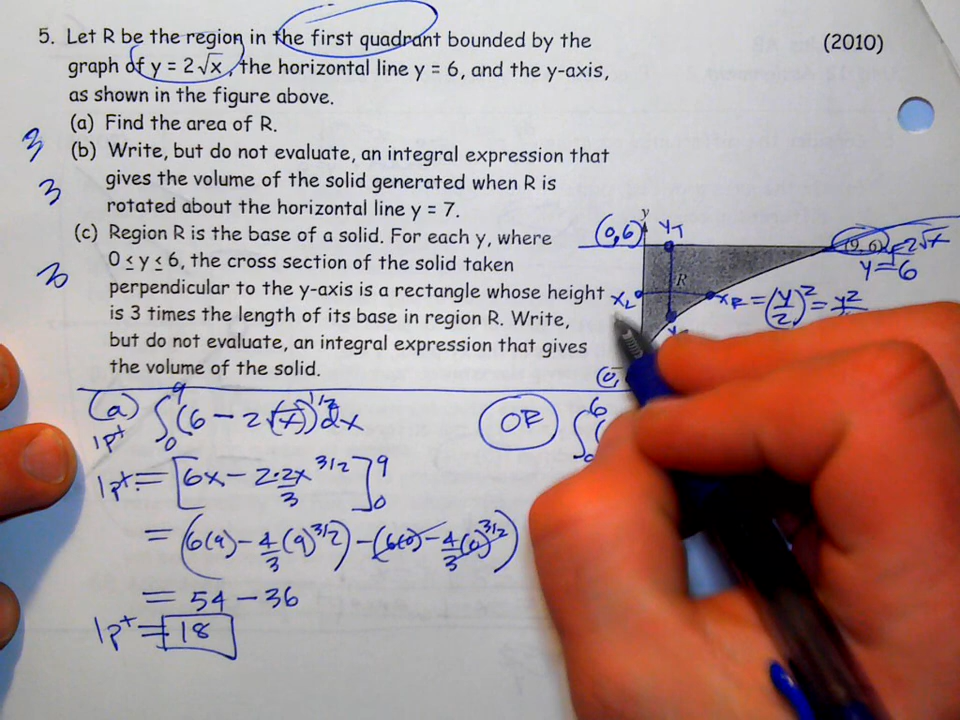 5. Let R be the region in the first quadrant bounded by the
(2010)
graph of y = 2√x, the horizontal line y = 6, and the y-axis,
as shown in the figure above.
(a) Find the area of R.
3
(b) Write, but do not evaluate, an integral expression that
3
gives the volume of the solid generated when R is
rotated about the horizontal line y = 7.
(c) Region R is the base of a solid. For each y, where
3
0 ≤ y ≤ 6, the cross section of the solid taken
perpendicular to the y-axis is a rectangle whose height
is 3 times the length of its base in region R. Write,
but do not evaluate, an integral expression that gives
the volume of the solid.
y
(0,6) y_T
(9, 6) 2√x
y=6
R
x_L x_R = (y/2)² = y²
(0,
(a) ∫₀⁹ (6 − 2√(x)^1/2) dx
1pt
OR ∫₀⁶ (
1pt = [6x − 2·2x^3/2 / 3]₀⁹
= (6(9) − 4/3 (9)^3/2) − (6(0) − 4/3 (0)^3/2)
= 54 − 36
1pt = 18